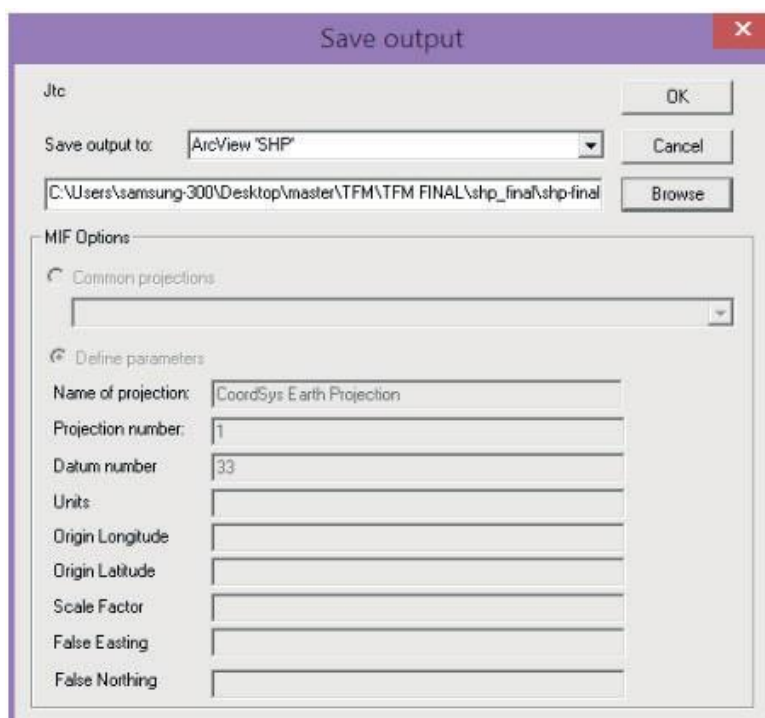 Save output
Jtc
OK
Save output to:
ArcView 'SHP'
Cancel
C:\Users\samsung-300\Desktop\master\TFM\TFM FINAL\shp_final\shp-final
Browse
MIF Options
Common projections
Define parameters
Name of projection:
CoordSys Earth Projection
Projection number:
1
Datum number
33
Units
Origin Longitude
Origin Latitude
Scale Factor
False Easting
False Northing